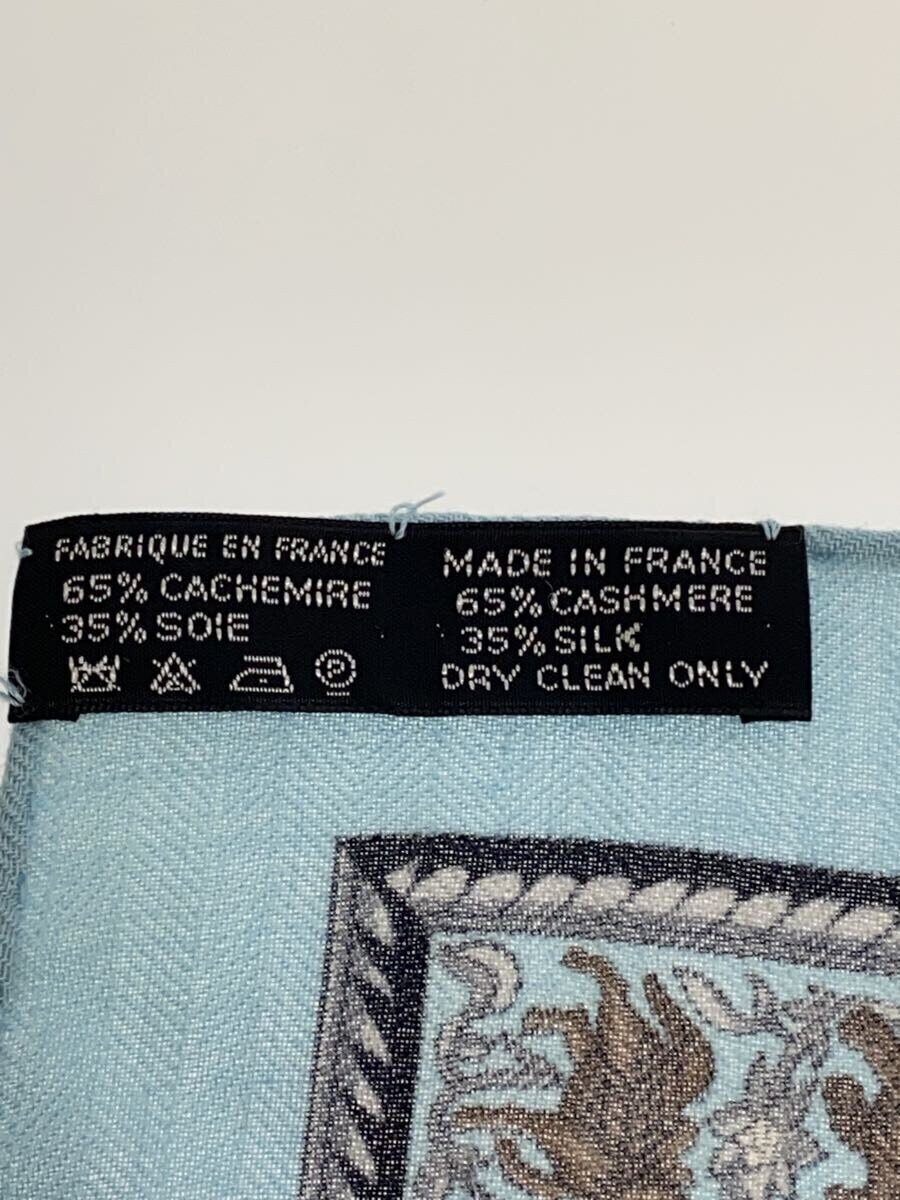 FABRIQUE EN FRANCE
65% CACHEMIRE
35% SOIE
P
MADE IN FRANCE
65% CASHMERE
35% SILK
DRY CLEAN ONLY